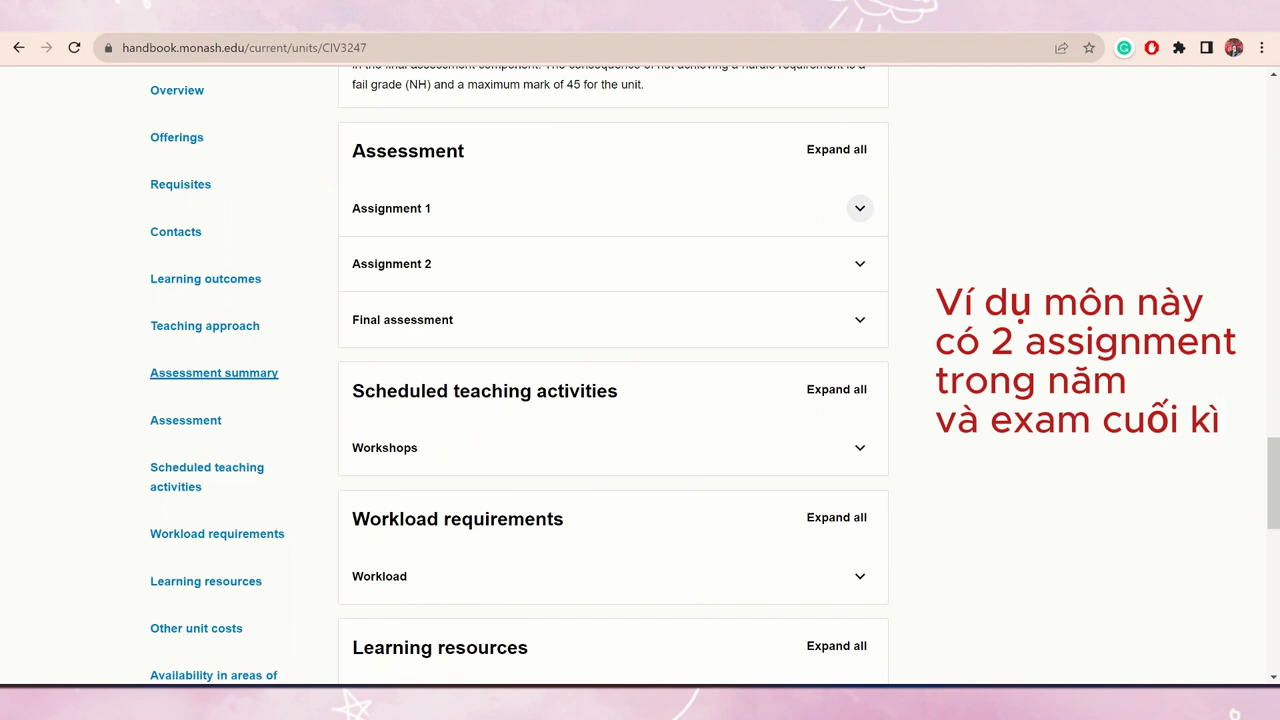 handbook.monash.edu/current/units/CIV3247
fail grade (NH) and a maximum mark of 45 for the unit.
Overview
Offerings
Requisites
Contacts
Learning outcomes
Teaching approach
Assessment summary
Assessment
Scheduled teaching
activities
Workload requirements
Learning resources
Other unit costs
Availability in areas of
Assessment
Expand all
Assignment 1
Assignment 2
Final assessment
Scheduled teaching activities
Expand all
Workshops
Workload requirements
Expand all
Workload
Learning resources
Expand all
Ví dụ môn này
có 2 assignment
trong năm
và exam cuối kì